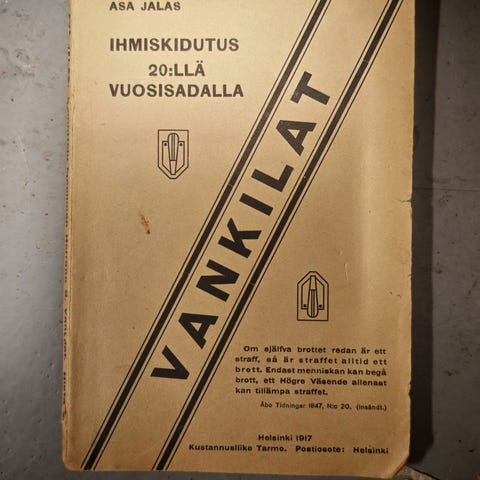 ASA JALAS
IHMISKIDUTUS
20:LLÄ
VUOSISADALLA
VANKILAT
Om själfva brottet redan är ett
straff, så är straffet alltid ett
brott. Endast menniskan kan begå
brott, ett Högre Väsende allenast
kan tillämpa straffet.
Åbo Tidningar 1847, N:o 20. (Insändt.)
Helsinki 1917
Kustannusliike Tarmo. Postiosote: Helsinki